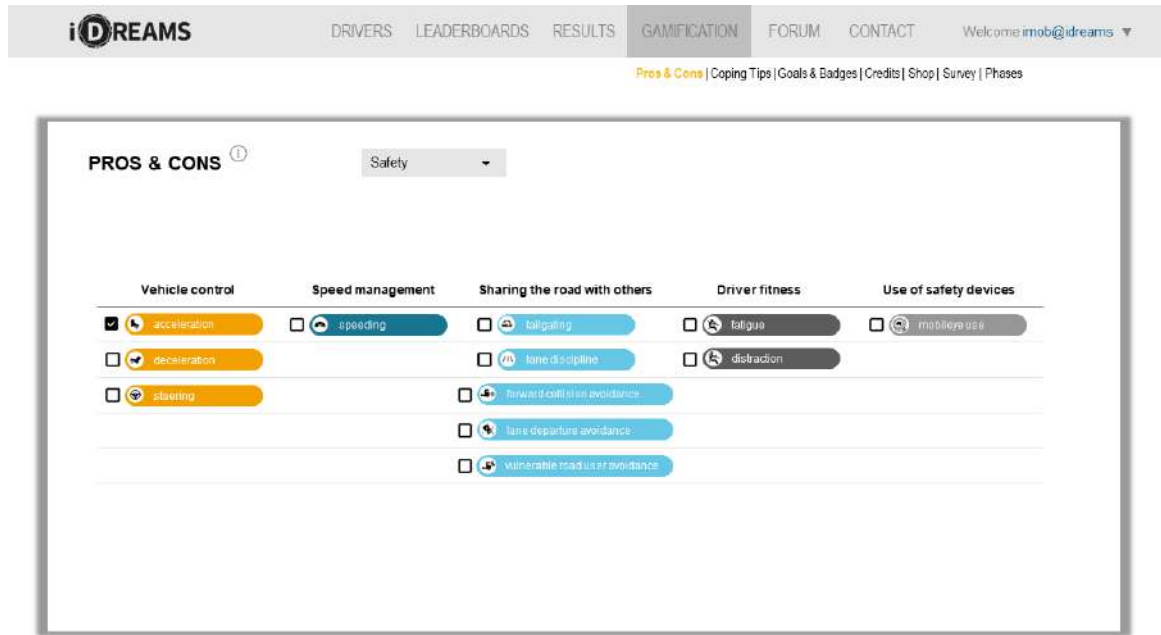 iDREAMS DRIVERS LEADERBOARDS RESULTS GAMIFICATION FORUM CONTACT Welcome imob@idreams ▼
Pros & Cons | Coping Tips | Goals & Badges | Credits | Shop | Survey | Phases
PROS & CONS i Safety
Vehicle control Speed management Sharing the road with others Driver fitness Use of safety devices
acceleration speeding tailgating fatigue mobileye use
deceleration lane discipline distraction
steering forward collision avoidance
lane departure avoidance
vulnerable road user avoidance